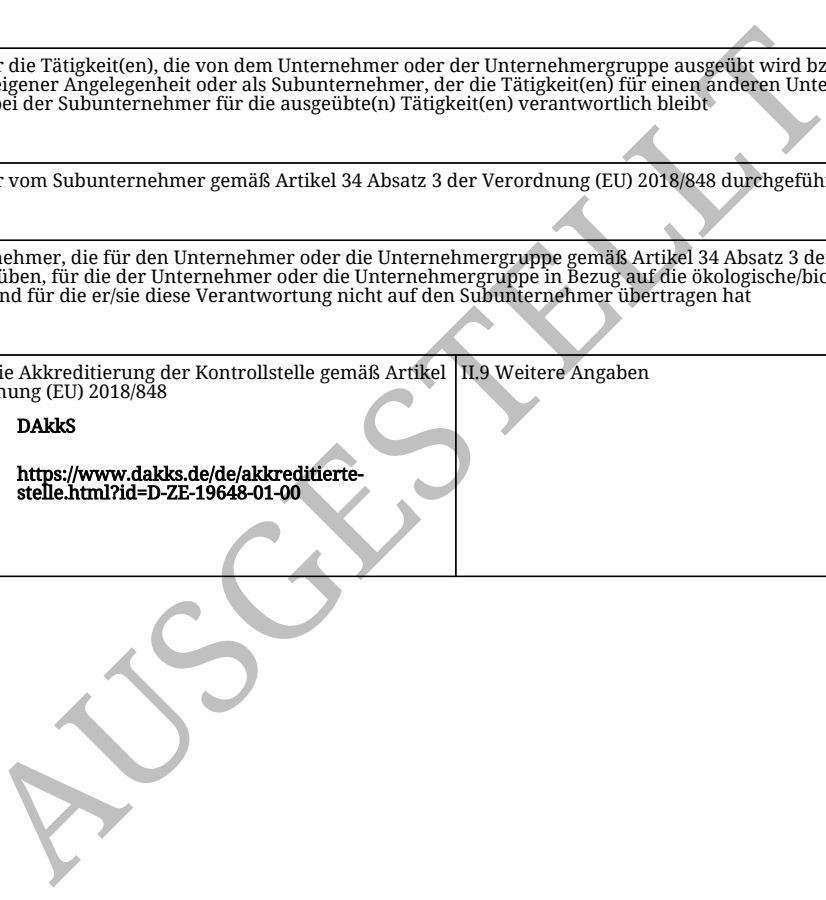 r die Tätigkeit(en), die von dem Unternehmer oder der Unternehmergruppe ausgeübt wird bz
eigener Angelegenheit oder als Subunternehmer, der die Tätigkeit(en) für einen anderen Unte
bei der Subunternehmer für die ausgeübte(n) Tätigkeit(en) verantwortlich bleibt
r vom Subunternehmer gemäß Artikel 34 Absatz 3 der Verordnung (EU) 2018/848 durchgefüh
nehmer, die für den Unternehmer oder die Unternehmergruppe gemäß Artikel 34 Absatz 3 de
üben, für die der Unternehmer oder die Unternehmergruppe in Bezug auf die ökologische/bio
nd für die er/sie diese Verantwortung nicht auf den Subunternehmer übertragen hat
ie Akkreditierung der Kontrollstelle gemäß Artikel
nung (EU) 2018/848
DAkkS
https://www.dakks.de/de/akkreditierte-
stelle.html?id=D-ZE-19648-01-00
II.9 Weitere Angaben
AUSGESTELLT